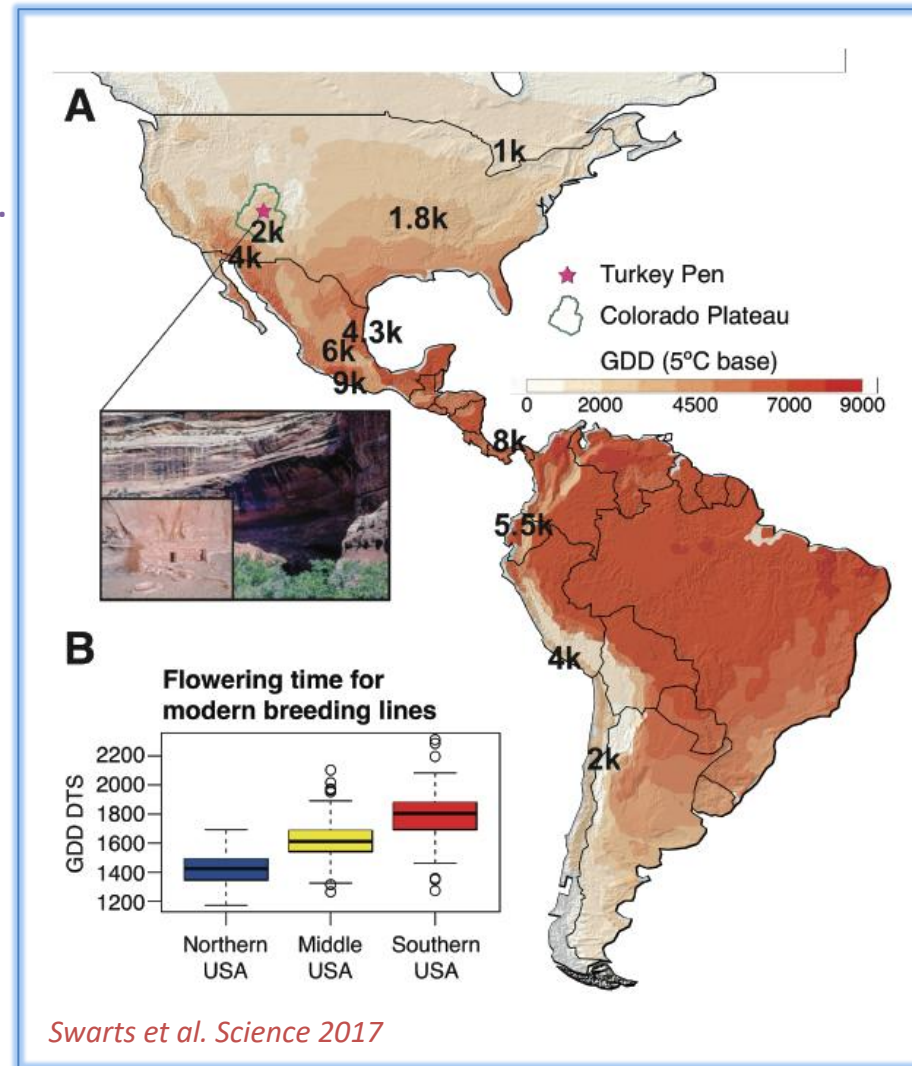 A
1k
1.8k
2k
4k
4.3k
6k
9k
8k
5.5k
4k
2k
Turkey Pen
Colorado Plateau
GDD (5°C base)
0 2000 4500 7000 9000
B
Flowering time for
modern breeding lines
GDD DTS
2200
2000
1800
1600
1400
1200
Northern USA
Middle USA
Southern USA
Swarts et al. Science 2017